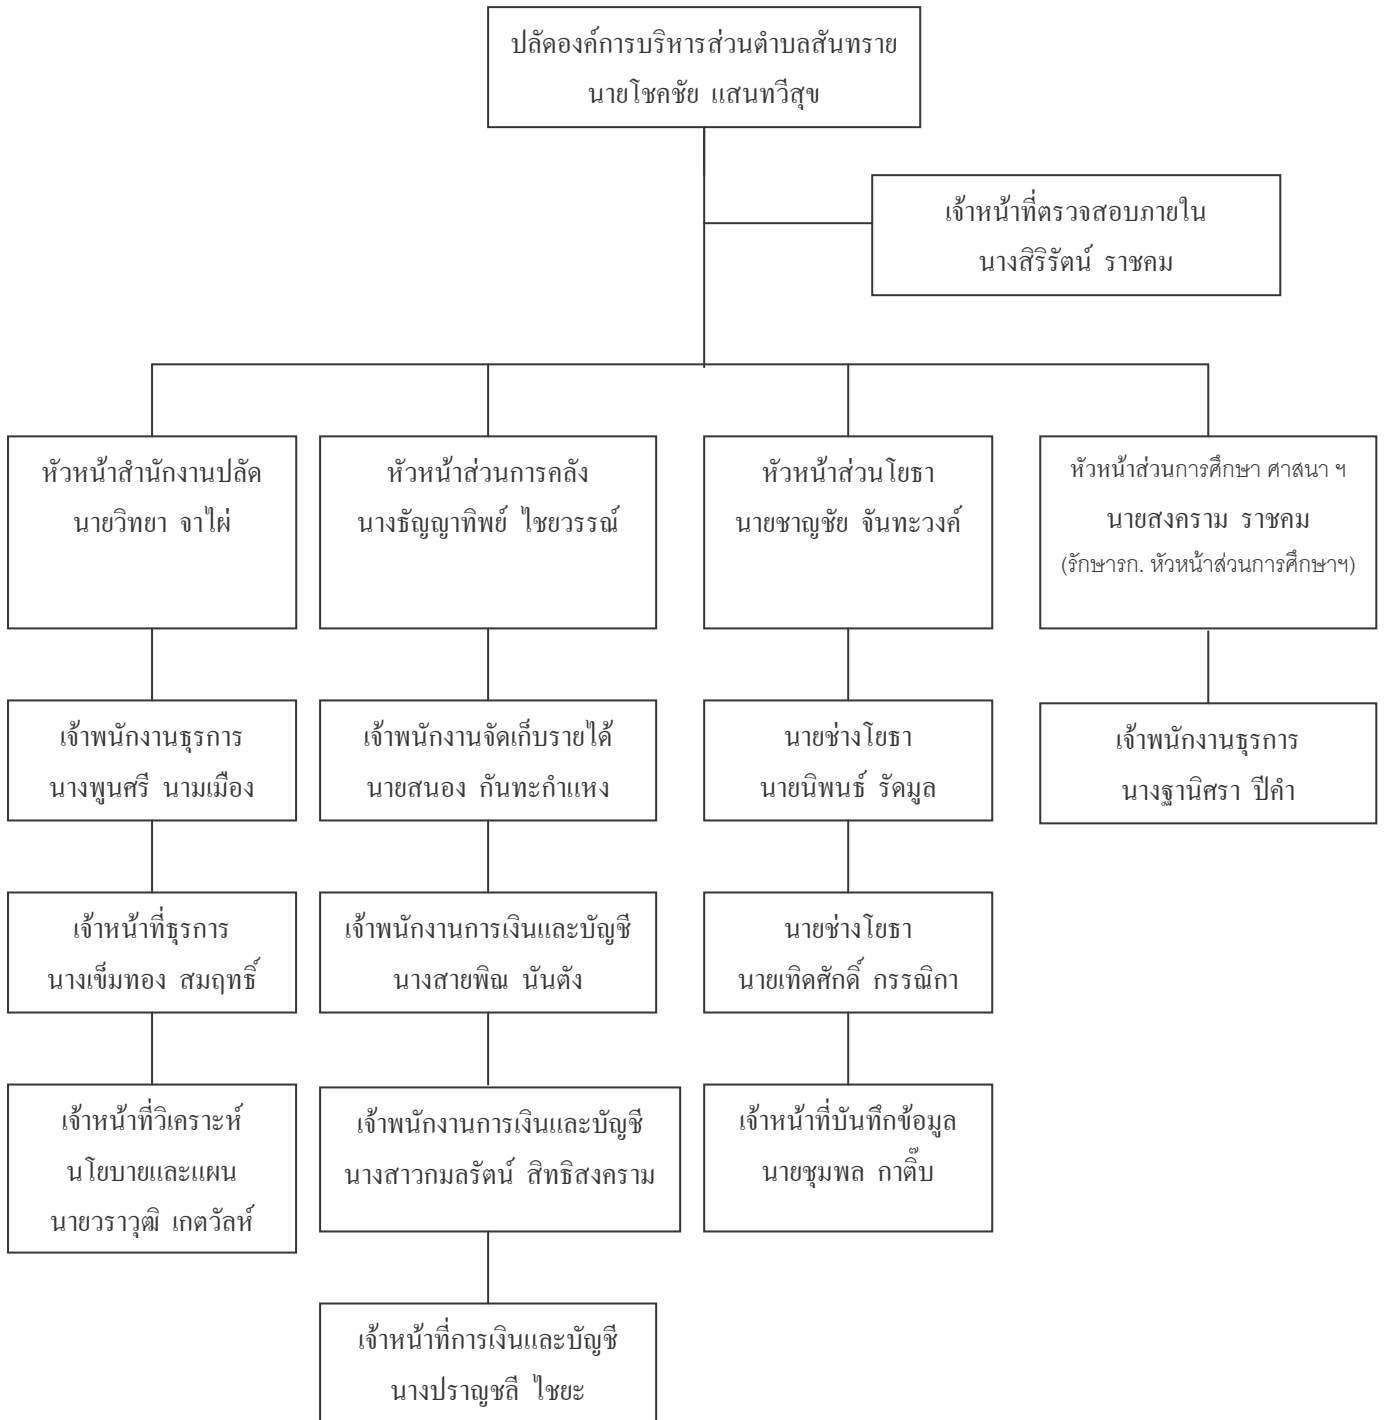 ปลัดองค์การบริหารส่วนตำบลสันทราย
นายโชคชัย แสนทวีสุข
เจ้าหน้าที่ตรวจสอบภายใน
นางสิริรัตน์ ราชคม
หัวหน้าสำนักงานปลัด
นายวิทยา จาไผ่
หัวหน้าส่วนการคลัง
นางธัญญาทิพย์ ไชยวรรณ์
หัวหน้าส่วนโยธา
นายชาญชัย จันทะวงค์
หัวหน้าส่วนการศึกษา ศาสนา ฯ
นายสงคราม ราชคม
(รักษารก. หัวหน้าส่วนการศึกษาฯ)
เจ้าพนักงานธุรการ
นางพูนศรี นามเมือง
เจ้าพนักงานจัดเก็บรายได้
นายสนอง กันทะกำแหง
นายช่างโยธา
นายนิพนธ์ รัดมูล
เจ้าพนักงานธุรการ
นางฐานิศรา ปีคำ
เจ้าหน้าที่ธุรการ
นางเข็มทอง สมฤทธิ์
เจ้าพนักงานการเงินและบัญชี
นางสายพิณ นันตัง
นายช่างโยธา
นายเทิดศักดิ์ กรรณิกา
เจ้าหน้าที่วิเคราะห์
นโยบายและแผน
นายวราวุฒิ เกตวัลห์
เจ้าพนักงานการเงินและบัญชี
นางสาวกมลรัตน์ สิทธิสงคราม
เจ้าหน้าที่บันทึกข้อมูล
นายชุมพล กาติ๊บ
เจ้าหน้าที่การเงินและบัญชี
นางปราญชลี ไชยะ